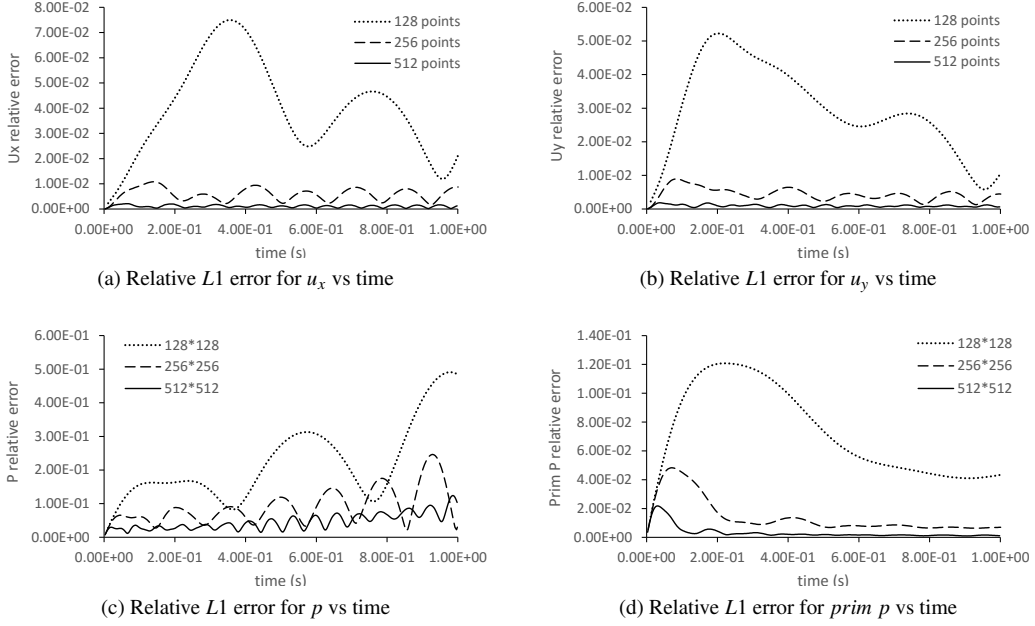 8.00E-02
7.00E-02
6.00E-02
5.00E-02
4.00E-02
3.00E-02
2.00E-02
1.00E-02
0.00E+00
Ux relative error
128 points
256 points
512 points
0.00E+00 2.00E-01 4.00E-01 6.00E-01 8.00E-01 1.00E+00
time (s)
(a) Relative L1 error for ux vs time
6.00E-02
5.00E-02
4.00E-02
3.00E-02
2.00E-02
1.00E-02
0.00E+00
Uy relative error
128 points
256 points
512 points
0.00E+00 2.00E-01 4.00E-01 6.00E-01 8.00E-01 1.00E+00
time (s)
(b) Relative L1 error for uy vs time
6.00E-01
5.00E-01
4.00E-01
3.00E-01
2.00E-01
1.00E-01
0.00E+00
P relative error
128*128
256*256
512*512
0.00E+00 2.00E-01 4.00E-01 6.00E-01 8.00E-01 1.00E+00
time (s)
(c) Relative L1 error for p vs time
1.40E-01
1.20E-01
1.00E-01
8.00E-02
6.00E-02
4.00E-02
2.00E-02
0.00E+00
Prim P relative error
128*128
256*256
512*512
0.00E+00 2.00E-01 4.00E-01 6.00E-01 8.00E-01 1.00E+00
time (s)
(d) Relative L1 error for prim p vs time